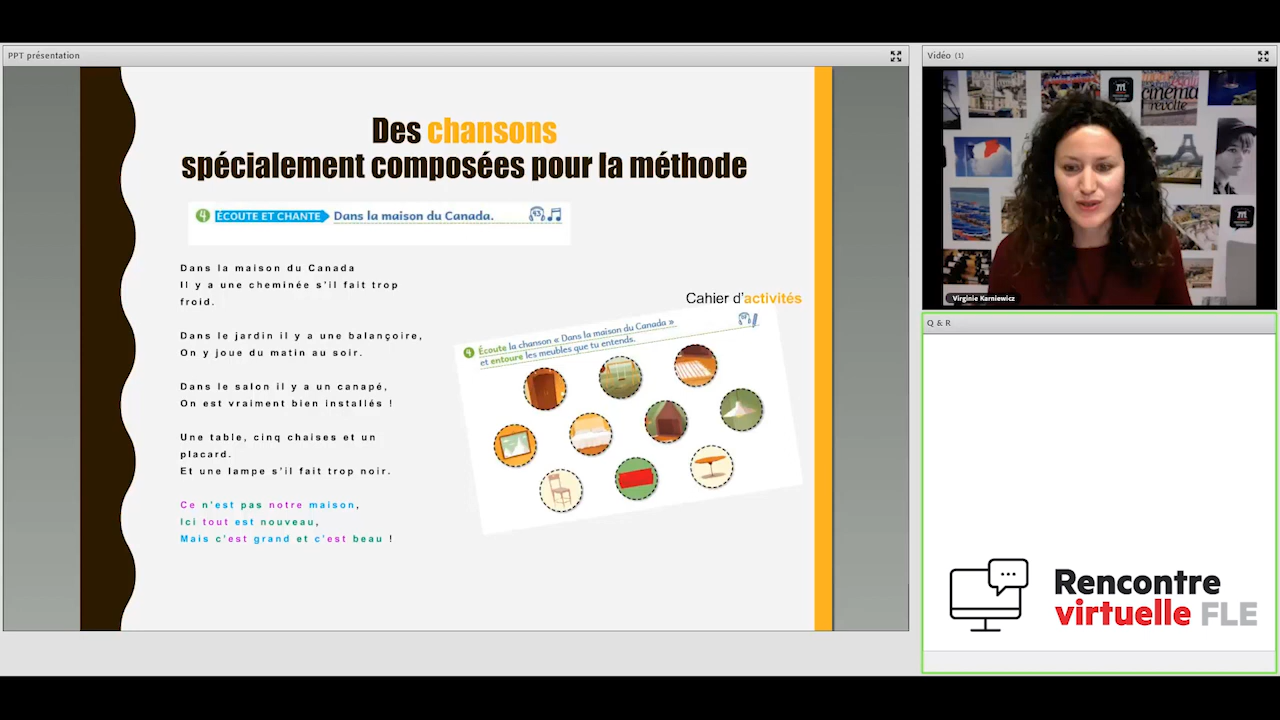 PPT présentation
Des chansons
spécialement composées pour la méthode
4 ÉCOUTE ET CHANTE Dans la maison du Canada. 93
Dans la maison du Canada
Il y a une cheminée s'il fait trop
froid.
Dans le jardin il y a une balançoire,
On y joue du matin au soir.
Dans le salon il y a un canapé,
On est vraiment bien installés !
Une table, cinq chaises et un
placard.
Et une lampe s'il fait trop noir.
Ce n'est pas notre maison,
Ici tout est nouveau,
Mais c'est grand et c'est beau !
Cahier d'activités
4 Écoute la chanson « Dans la maison du Canada »
et entoure les meubles que tu entends.
Vidéo (1)
cinéma
révolte
Virginie Karniewicz
Q & R
Rencontre
virtuelle FLE